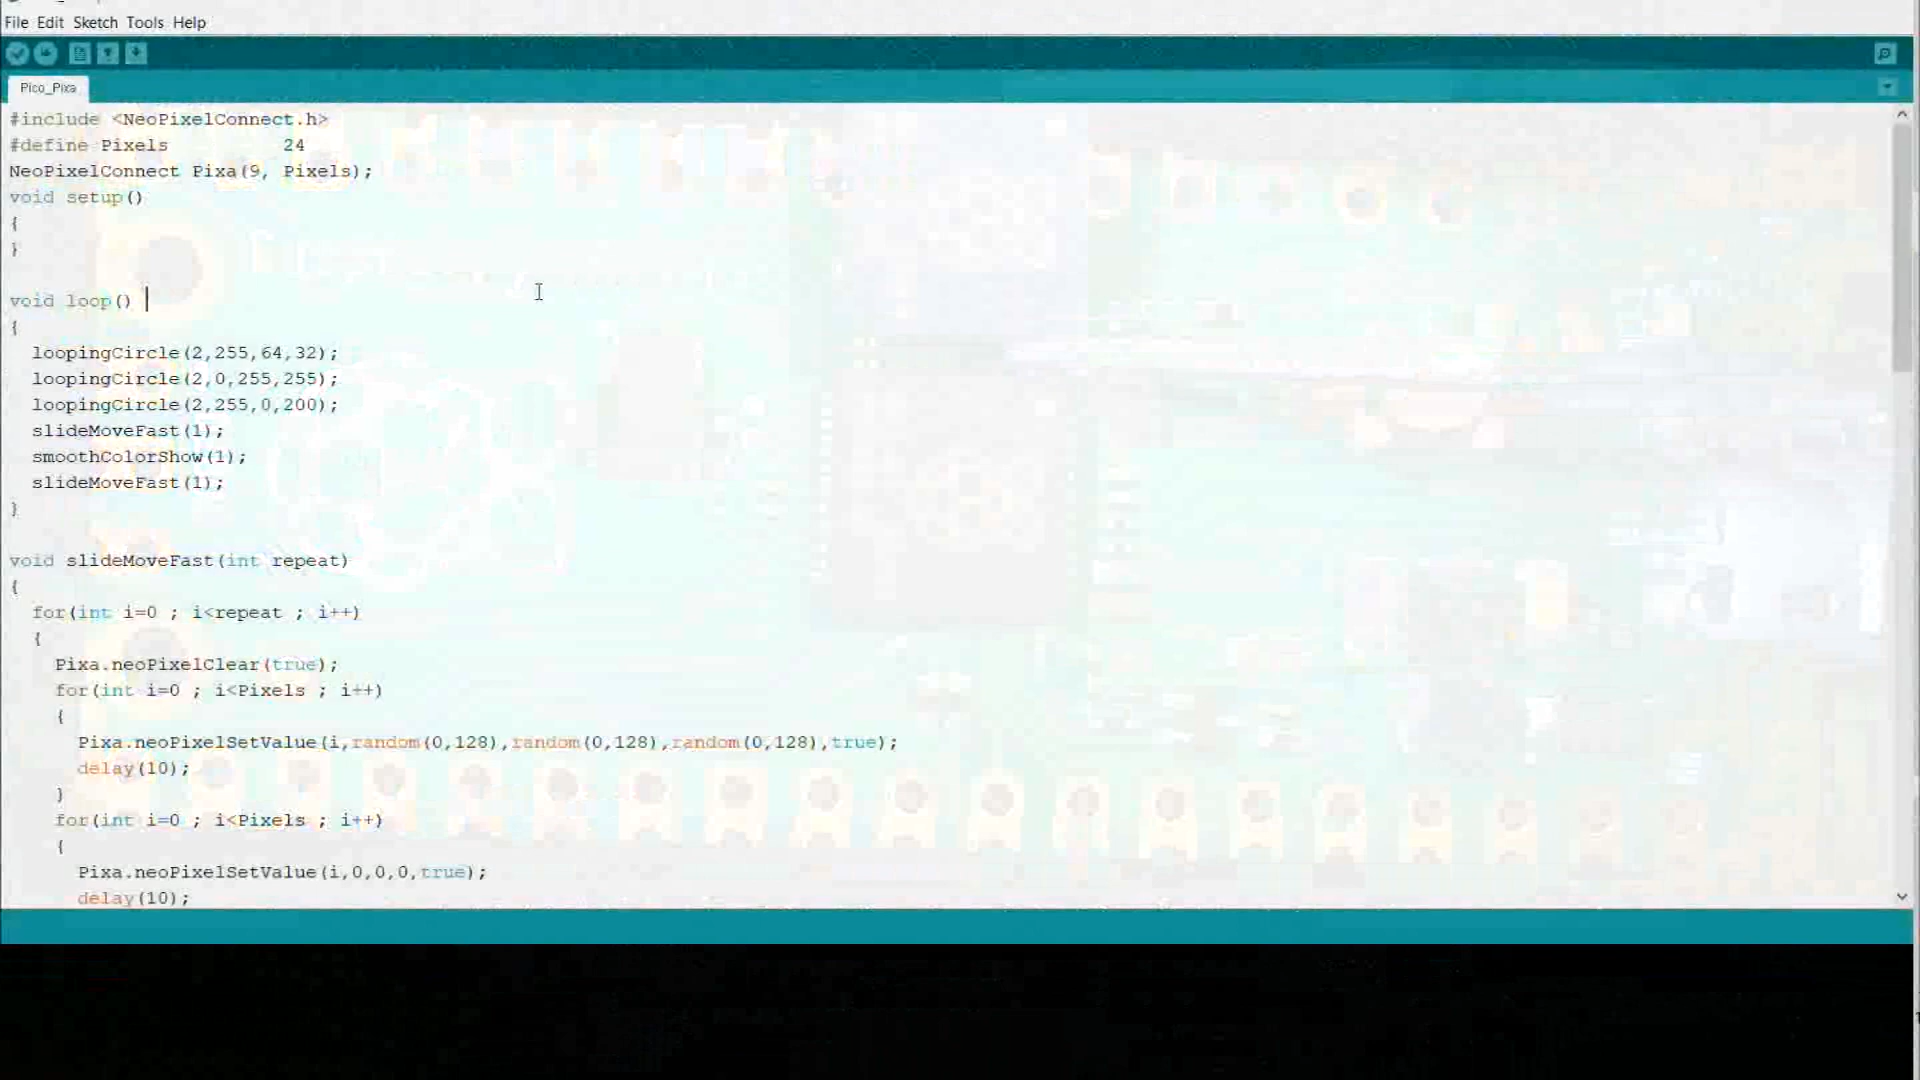 File Edit Sketch Tools Help
Pico_Pixa
#include <NeoPixelConnect.h>
#define Pixels          24
NeoPixelConnect Pixa(9, Pixels);
void setup()
{
}
void loop()
{
  loopingCircle(2,255,64,32);
  loopingCircle(2,0,255,255);
  loopingCircle(2,255,0,200);
  slideMoveFast(1);
  smoothColorShow(1);
  slideMoveFast(1);
}
void slideMoveFast(int repeat)
{
  for(int i=0 ; i<repeat ; i++)
  {
    Pixa.neoPixelClear(true);
    for(int i=0 ; i<Pixels ; i++)
    {
      Pixa.neoPixelSetValue(i,random(0,128),random(0,128),random(0,128),true);
      delay(10);
    }
    for(int i=0 ; i<Pixels ; i++)
    {
      Pixa.neoPixelSetValue(i,0,0,0,true);
      delay(10);